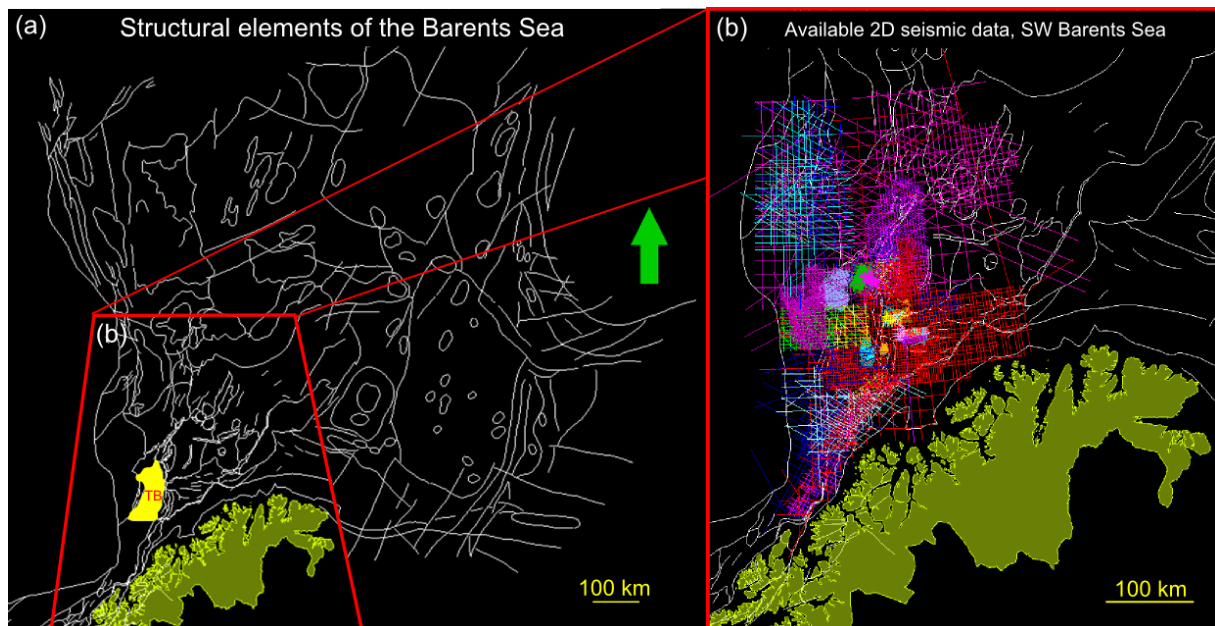 (a)
Structural elements of the Barents Sea
(b)
TB
100 km
(b)
Available 2D seismic data, SW Barents Sea
100 km